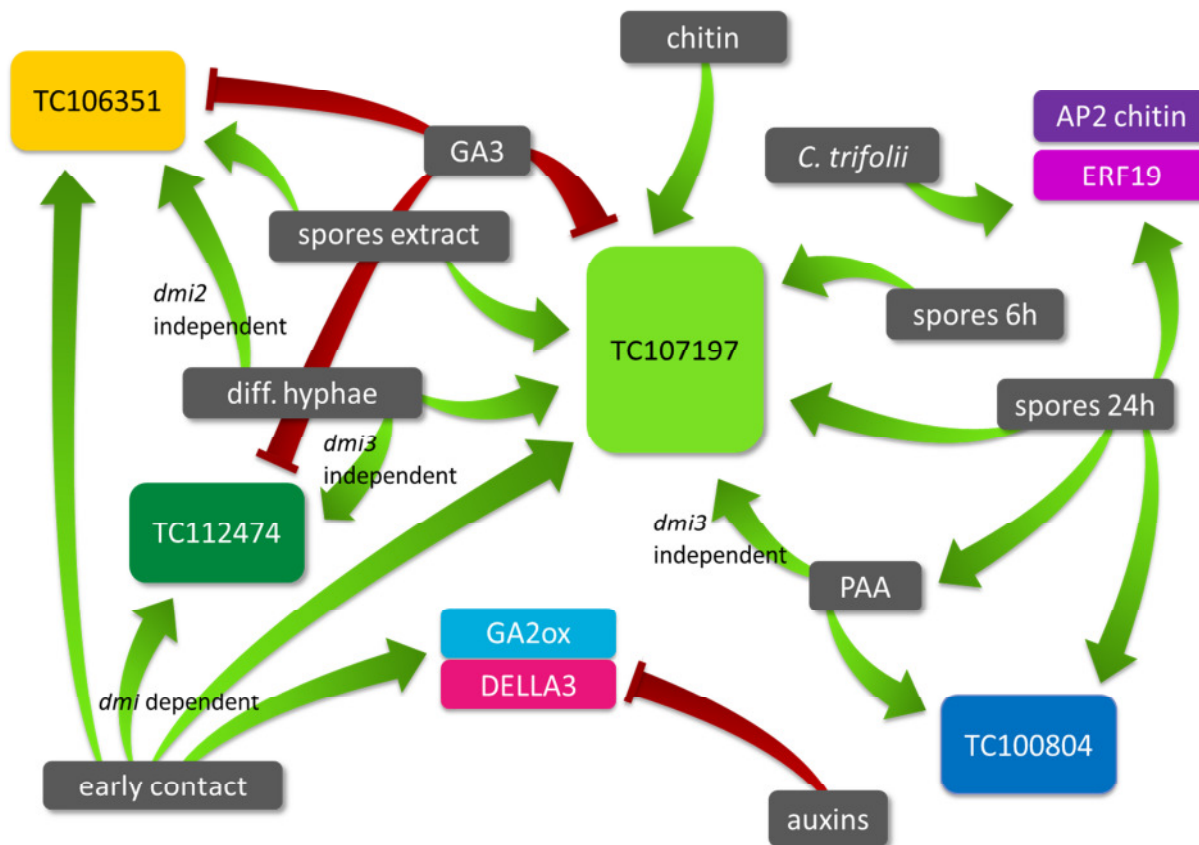 chitin
TC106351
AP2 chitin
GA3
C. trifolii
ERF19
spores extract
dmi2
independent
spores 6h
TC107197
diff. hyphae
spores 24h
dmi3
independent
TC112474
dmi3
independent
PAA
GA2ox
DELLA3
dmi dependent
TC100804
early contact
auxins